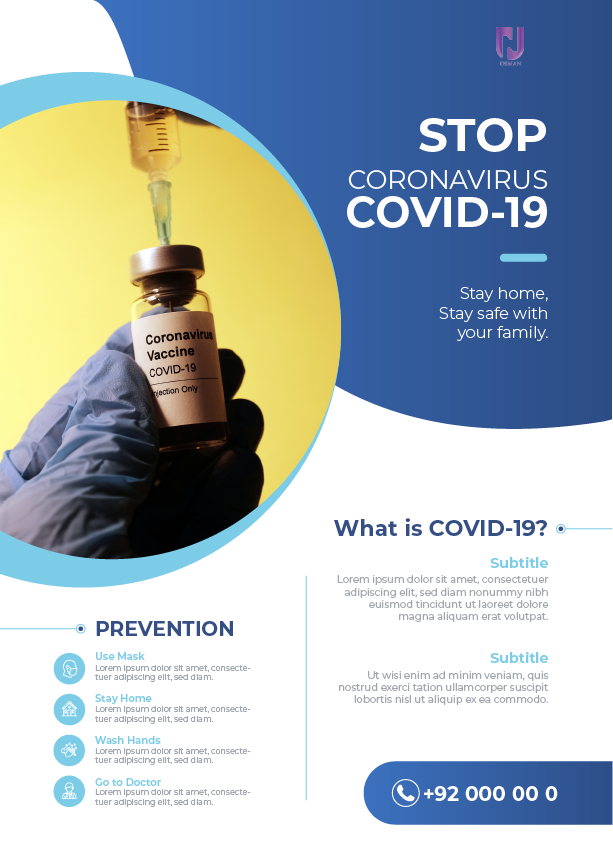 EHMAN
STOP
CORONAVIRUS
COVID-19
Stay home,
Stay safe with
your family.
Coronavirus
Vaccine
COVID-19
njection Only
What is COVID-19?
Subtitle
Lorem ipsum dolor sit amet, consectetuer
adipiscing elit, sed diam nonummy nibh
euismod tincidunt ut laoreet dolore
magna aliquam erat volutpat.
Subtitle
Ut wisi enim ad minim veniam, quis
nostrud exerci tation ullamcorper suscipit
lobortis nisl ut aliquip ex ea commodo.
PREVENTION
Use Mask
Lorem ipsum dolor sit amet, consecte-
tuer adipiscing elit, sed diam.
Stay Home
Lorem ipsum dolor sit amet, consecte-
tuer adipiscing elit, sed diam.
Wash Hands
Lorem ipsum dolor sit amet, consecte-
tuer adipiscing elit, sed diam.
Go to Doctor
Lorem ipsum dolor sit amet, consecte-
tuer adipiscing elit, sed diam.
+92 000 00 0